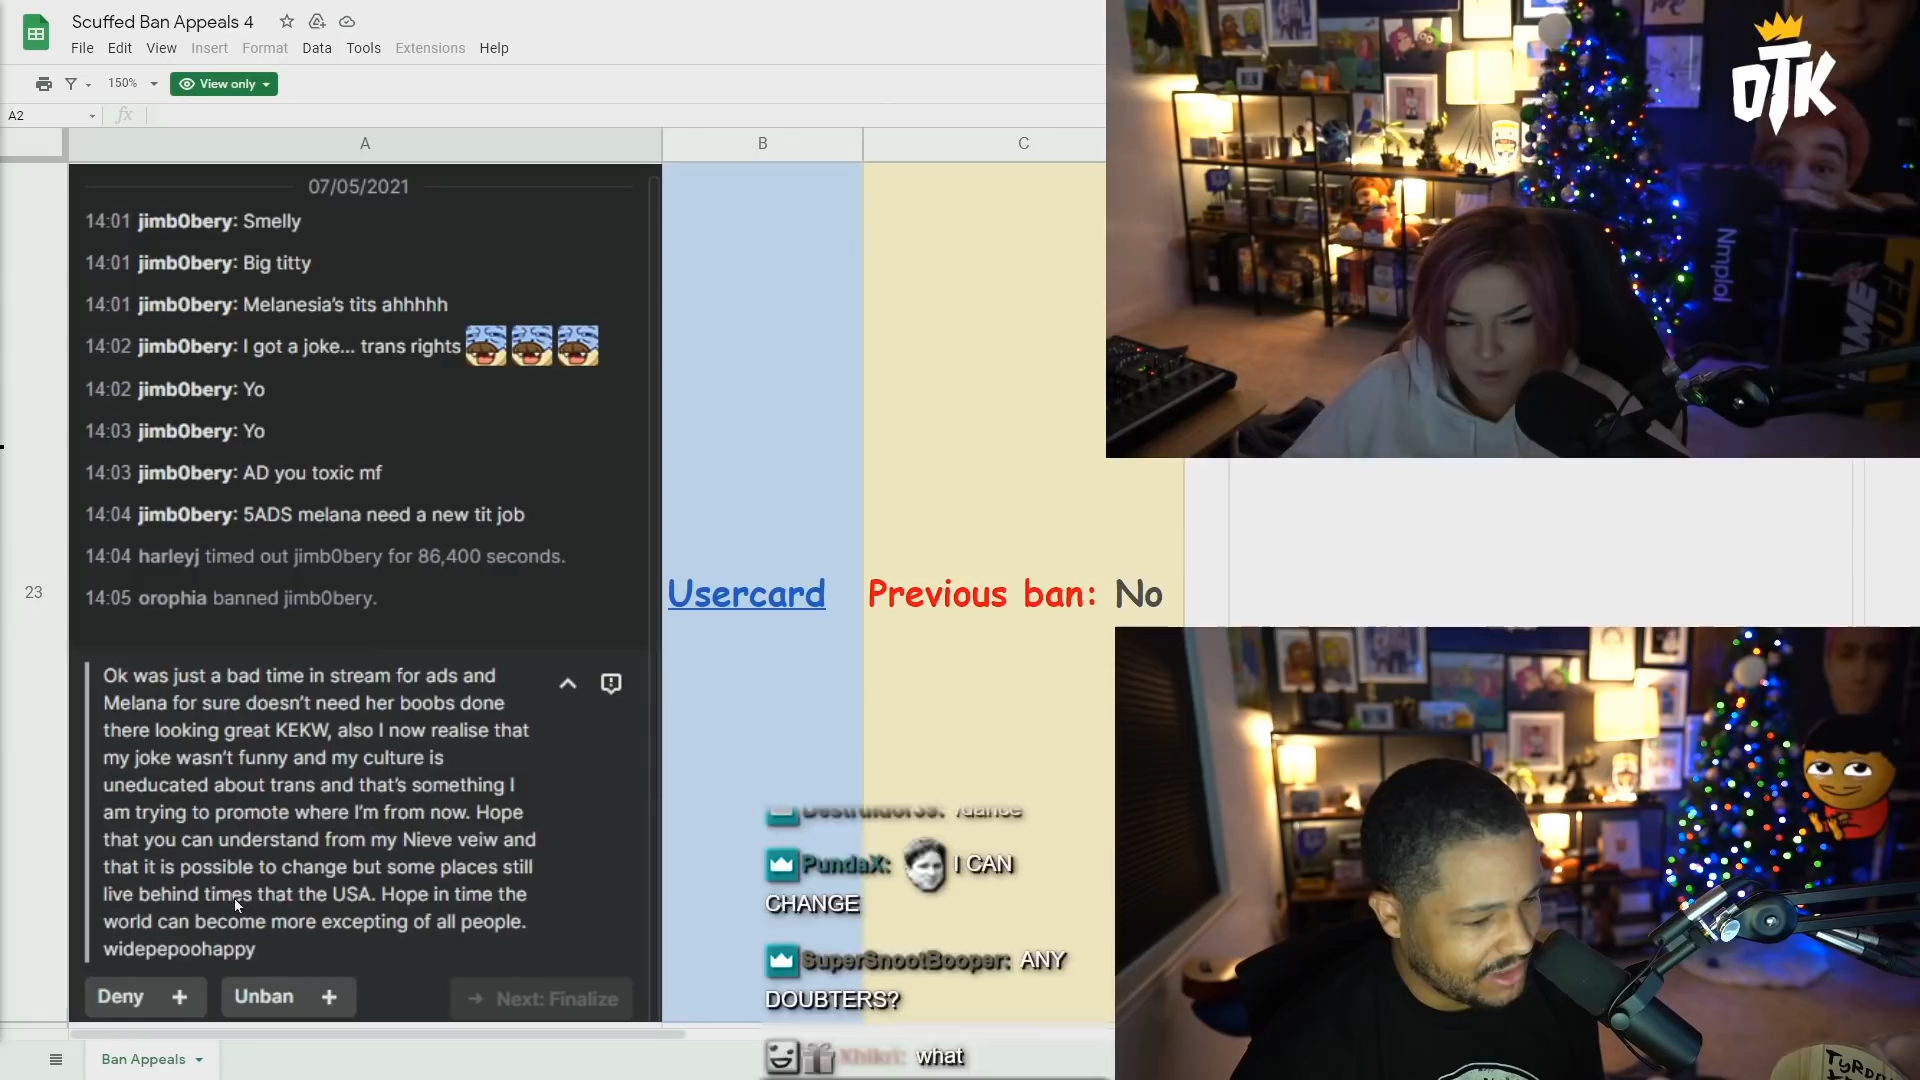 Scuffed Ban Appeals 4
File Edit View Insert Format Data Tools Extensions Help
150% View only
A2 fx
A B C
07/05/2021
14:01 jimb0bery: Smelly
14:01 jimb0bery: Big titty
14:01 jimb0bery: Melanesia's tits ahhhhh
14:02 jimb0bery: I got a joke... trans rights
14:02 jimb0bery: Yo
14:03 jimb0bery: Yo
14:03 jimb0bery: AD you toxic mf
14:04 jimb0bery: 5ADS melana need a new tit job
14:04 harleyj timed out jimb0bery for 86,400 seconds.
14:05 orophia banned jimb0bery.
23
Usercard
Previous ban: No
Ok was just a bad time in stream for ads and
Melana for sure doesn't need her boobs done
there looking great KEKW, also I now realise that
my joke wasn't funny and my culture is
uneducated about trans and that's something I
am trying to promote where I'm from now. Hope
that you can understand from my Nieve veiw and
that it is possible to change but some places still
live behind times that the USA. Hope in time the
world can become more excepting of all people.
widepepoohappy
Deny + Unban + → Next: Finalize
Ban Appeals
PundaX: I CAN
CHANGE
SuperSnootBooper: ANY
DOUBTERS?
Xhikri: what
OTK
Nmplol